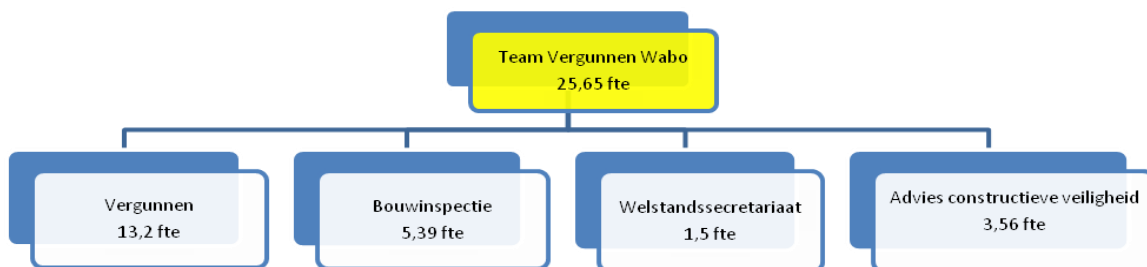 Team Vergunnen Wabo
25,65 fte
Vergunnen
13,2 fte
Bouwinspectie
5,39 fte
Welstandssecretariaat
1,5 fte
Advies constructieve veiligheid
3,56 fte